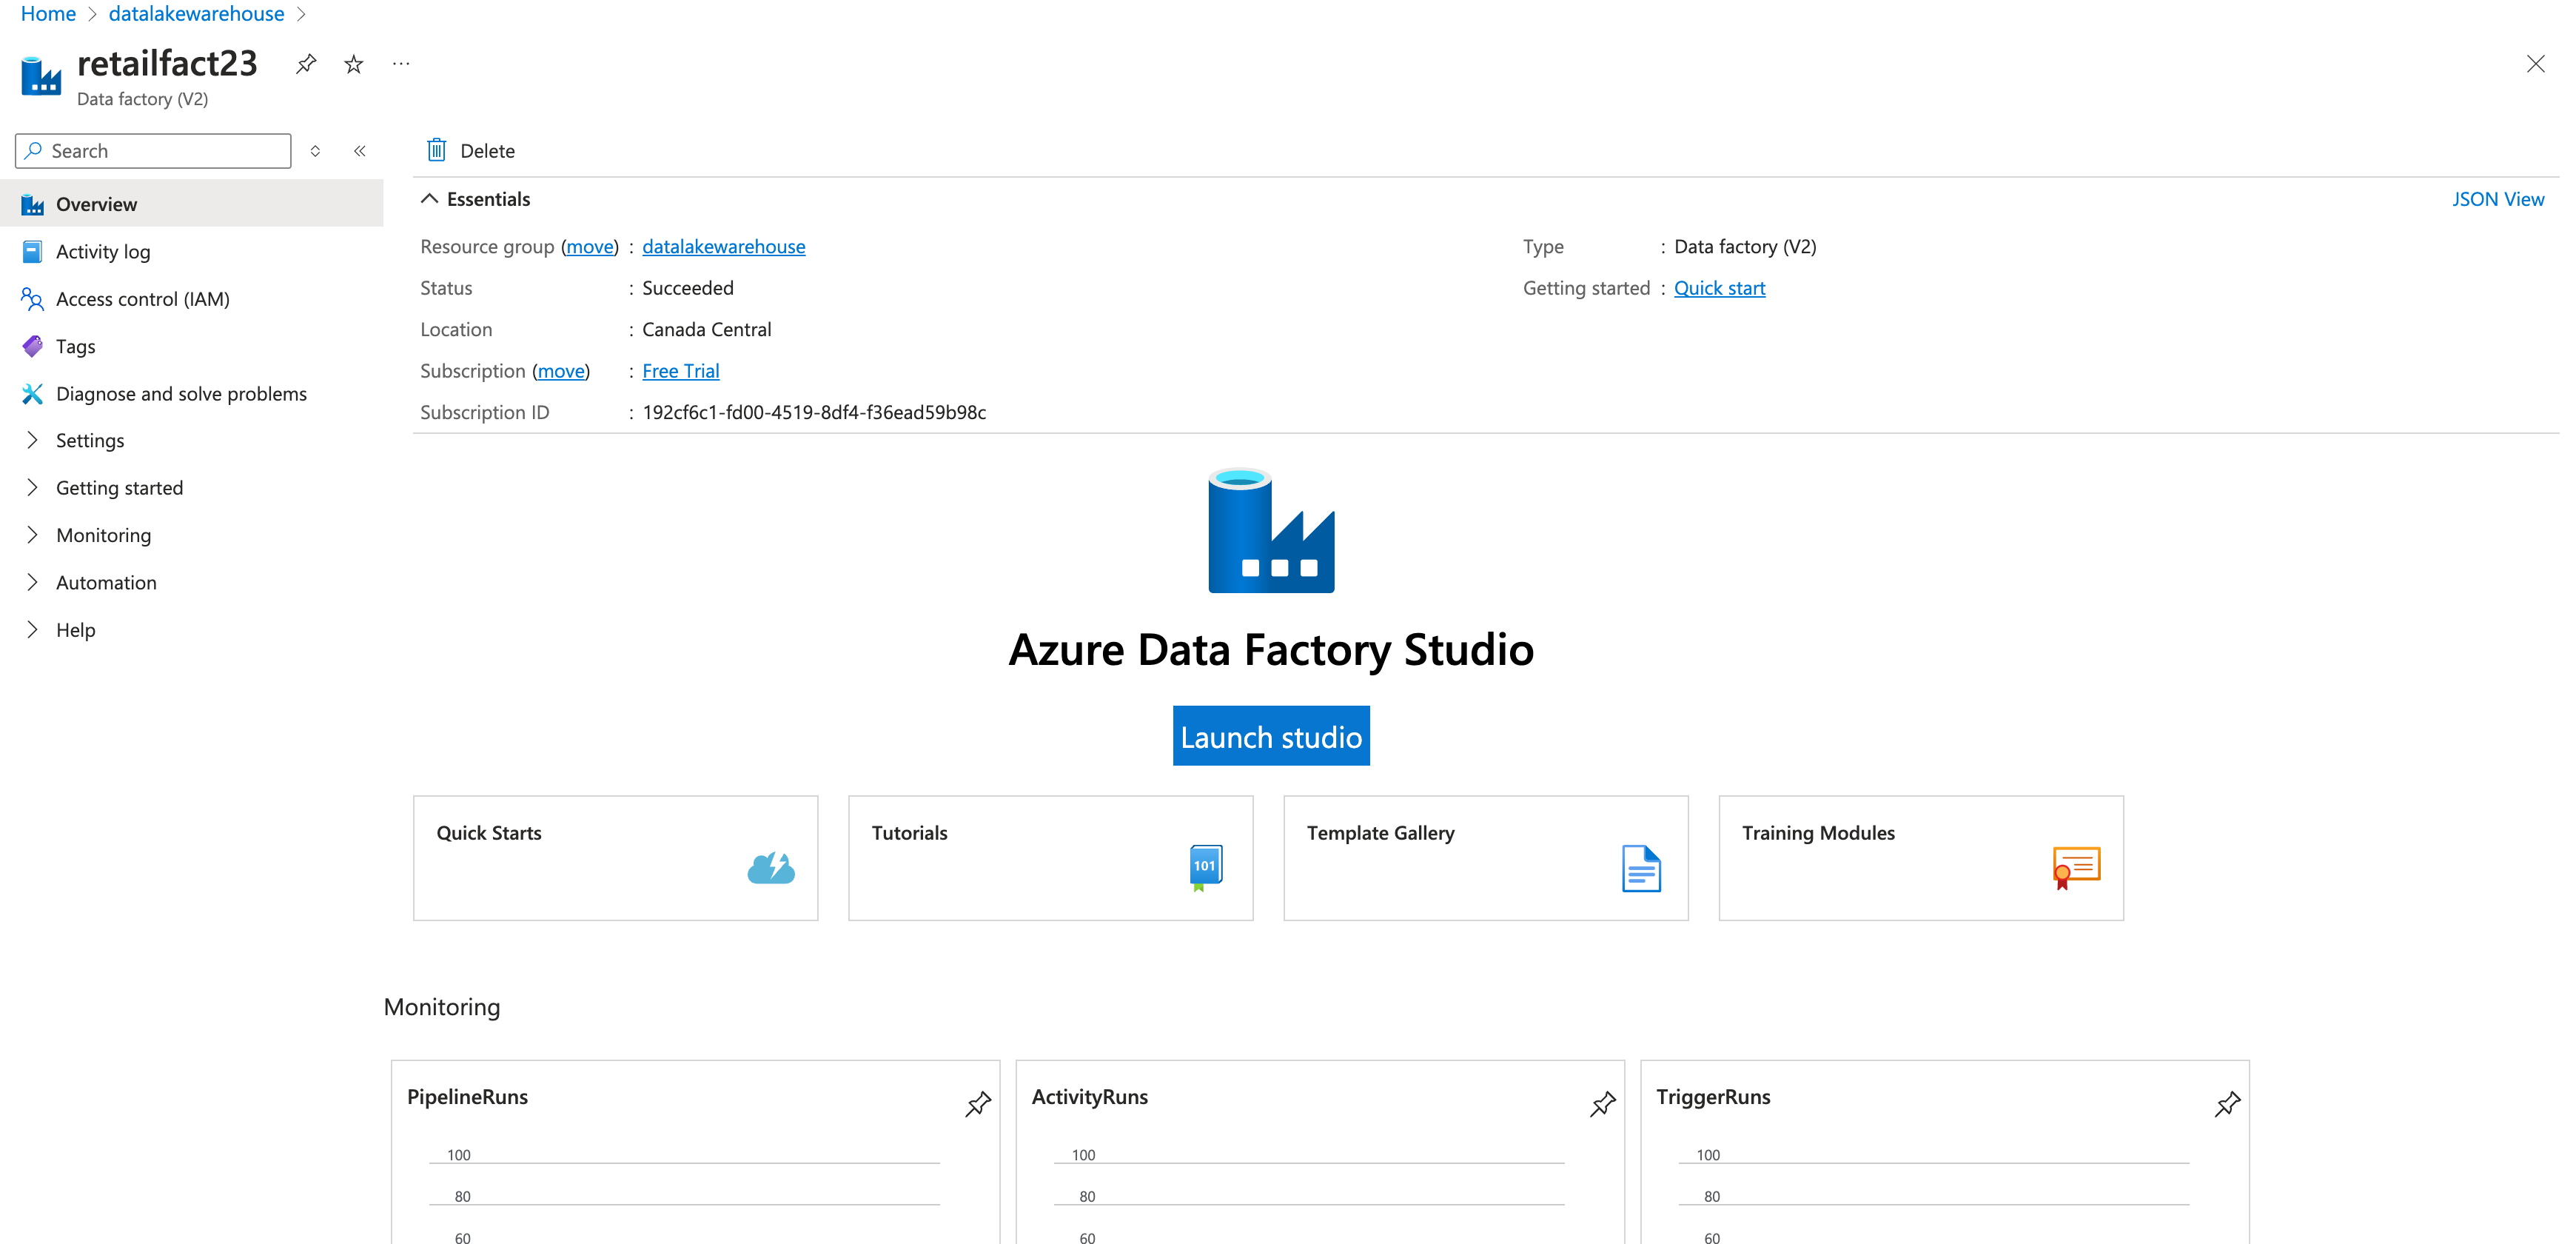 Home > datalakewarehouse >
retailfact23
Data factory (V2)
Search
Overview
Activity log
Access control (IAM)
Tags
Diagnose and solve problems
Settings
Getting started
Monitoring
Automation
Help
Delete
Essentials
JSON View
Resource group (move) : datalakewarehouse
Status : Succeeded
Location : Canada Central
Subscription (move) : Free Trial
Subscription ID : 192cf6c1-fd00-4519-8df4-f36ead59b98c
Type : Data factory (V2)
Getting started : Quick start
Azure Data Factory Studio
Launch studio
Quick Starts
Tutorials
101
Template Gallery
Training Modules
Monitoring
PipelineRuns
100
80
60
ActivityRuns
100
80
60
TriggerRuns
100
80
60